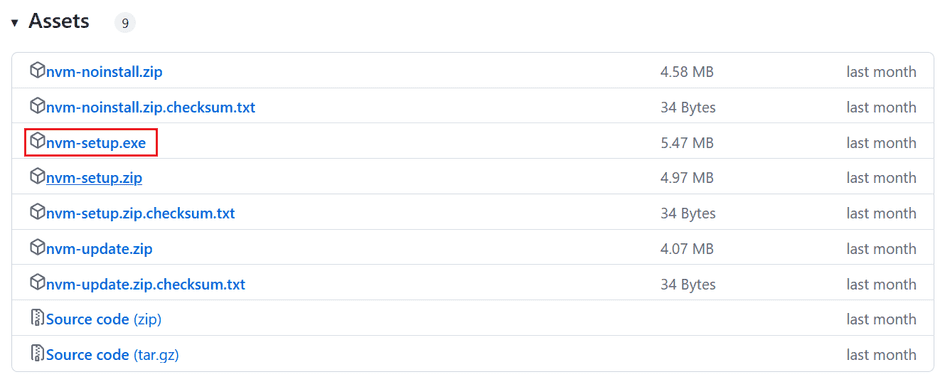 Assets 9
nvm-noinstall.zip 4.58 MB last month
nvm-noinstall.zip.checksum.txt 34 Bytes last month
nvm-setup.exe 5.47 MB last month
nvm-setup.zip 4.97 MB last month
nvm-setup.zip.checksum.txt 34 Bytes last month
nvm-update.zip 4.07 MB last month
nvm-update.zip.checksum.txt 34 Bytes last month
Source code (zip) last month
Source code (tar.gz) last month